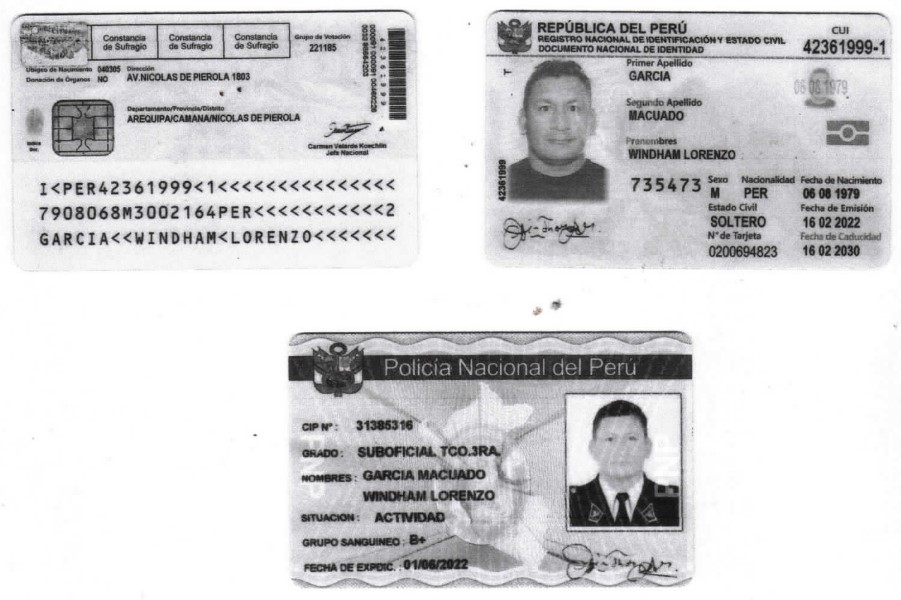 Constancia de Sufragio
Constancia de Sufragio
Constancia de Sufragio
Grupo de Votación
221185
Ubigeo de Nacimiento 040305
Donación de Órganos NO
Dirección
AV.NICOLAS DE PIEROLA 1803
Departamento/Provincia/Distrito
AREQUIPA/CAMANA/NICOLAS DE PIEROLA
Carmen Velarde Koechlin
Jefa Nacional
I<PER42361999<1<<<<<<<<<<<<<<<
7908068M3002164PER<<<<<<<<<<<2
GARCIA<<WINDHAM<LORENZO<<<<<<<
REPÚBLICA DEL PERÚ
REGISTRO NACIONAL DE IDENTIFICACIÓN Y ESTADO CIVIL
DOCUMENTO NACIONAL DE IDENTIDAD
CUI
42361999-1
Primer Apellido
GARCIA
Segundo Apellido
MACUADO
Prenombres
WINDHAM LORENZO
06 08 1979
42361999
735473
Sexo Nacionalidad Fecha de Nacimiento
M PER 06 08 1979
Estado Civil Fecha de Emisión
SOLTERO 16 02 2022
N° de Tarjeta Fecha de Caducidad
0200694823 16 02 2030
Policía Nacional del Perú
CIP N° : 31385316
GRADO : SUBOFICIAL TCO.3RA.
NOMBRES : GARCIA MACUADO
WINDHAM LORENZO
SITUACION : ACTIVIDAD
GRUPO SANGUINEO : B+
FECHA DE EXPDIC. : 01/06/2022